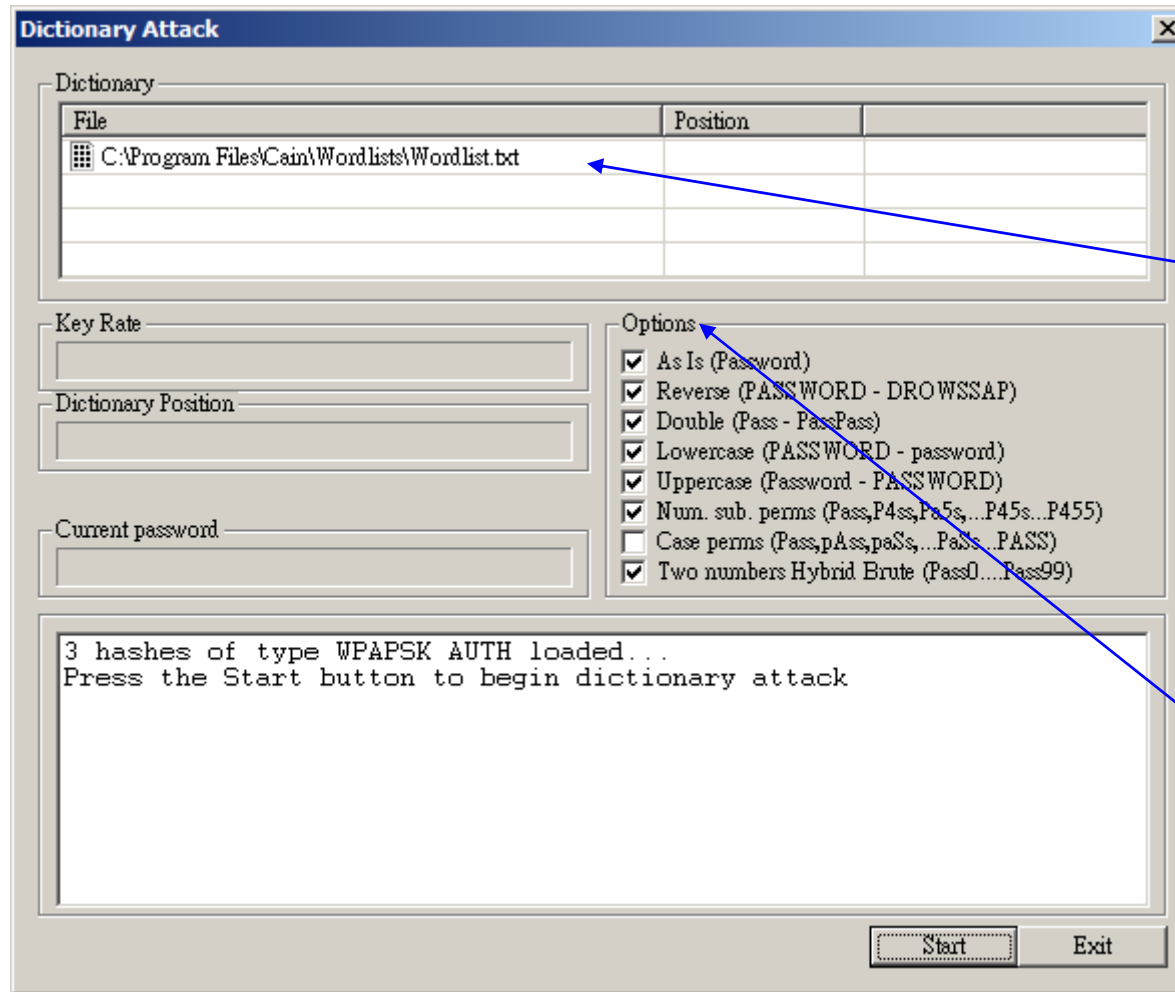 Dictionary Attack
Dictionary
File Position
C:\Program Files\Cain\Wordlists\Wordlist.txt
Key Rate
Dictionary Position
Current password
Options
As Is (Password)
Reverse (PASSWORD - DROWSSAP)
Double (Pass - PassPass)
Lowercase (PASSWORD - password)
Uppercase (Password - PASSWORD)
Num. sub. perms (Pass,P4ss,Pa5s,...P45s...P455)
Case perms (Pass,pAss,paSs,...PaSs...PASS)
Two numbers Hybrid Brute (Pass0....Pass99)
3 hashes of type WPAPSK AUTH loaded...
Press the Start button to begin dictionary attack
Start Exit